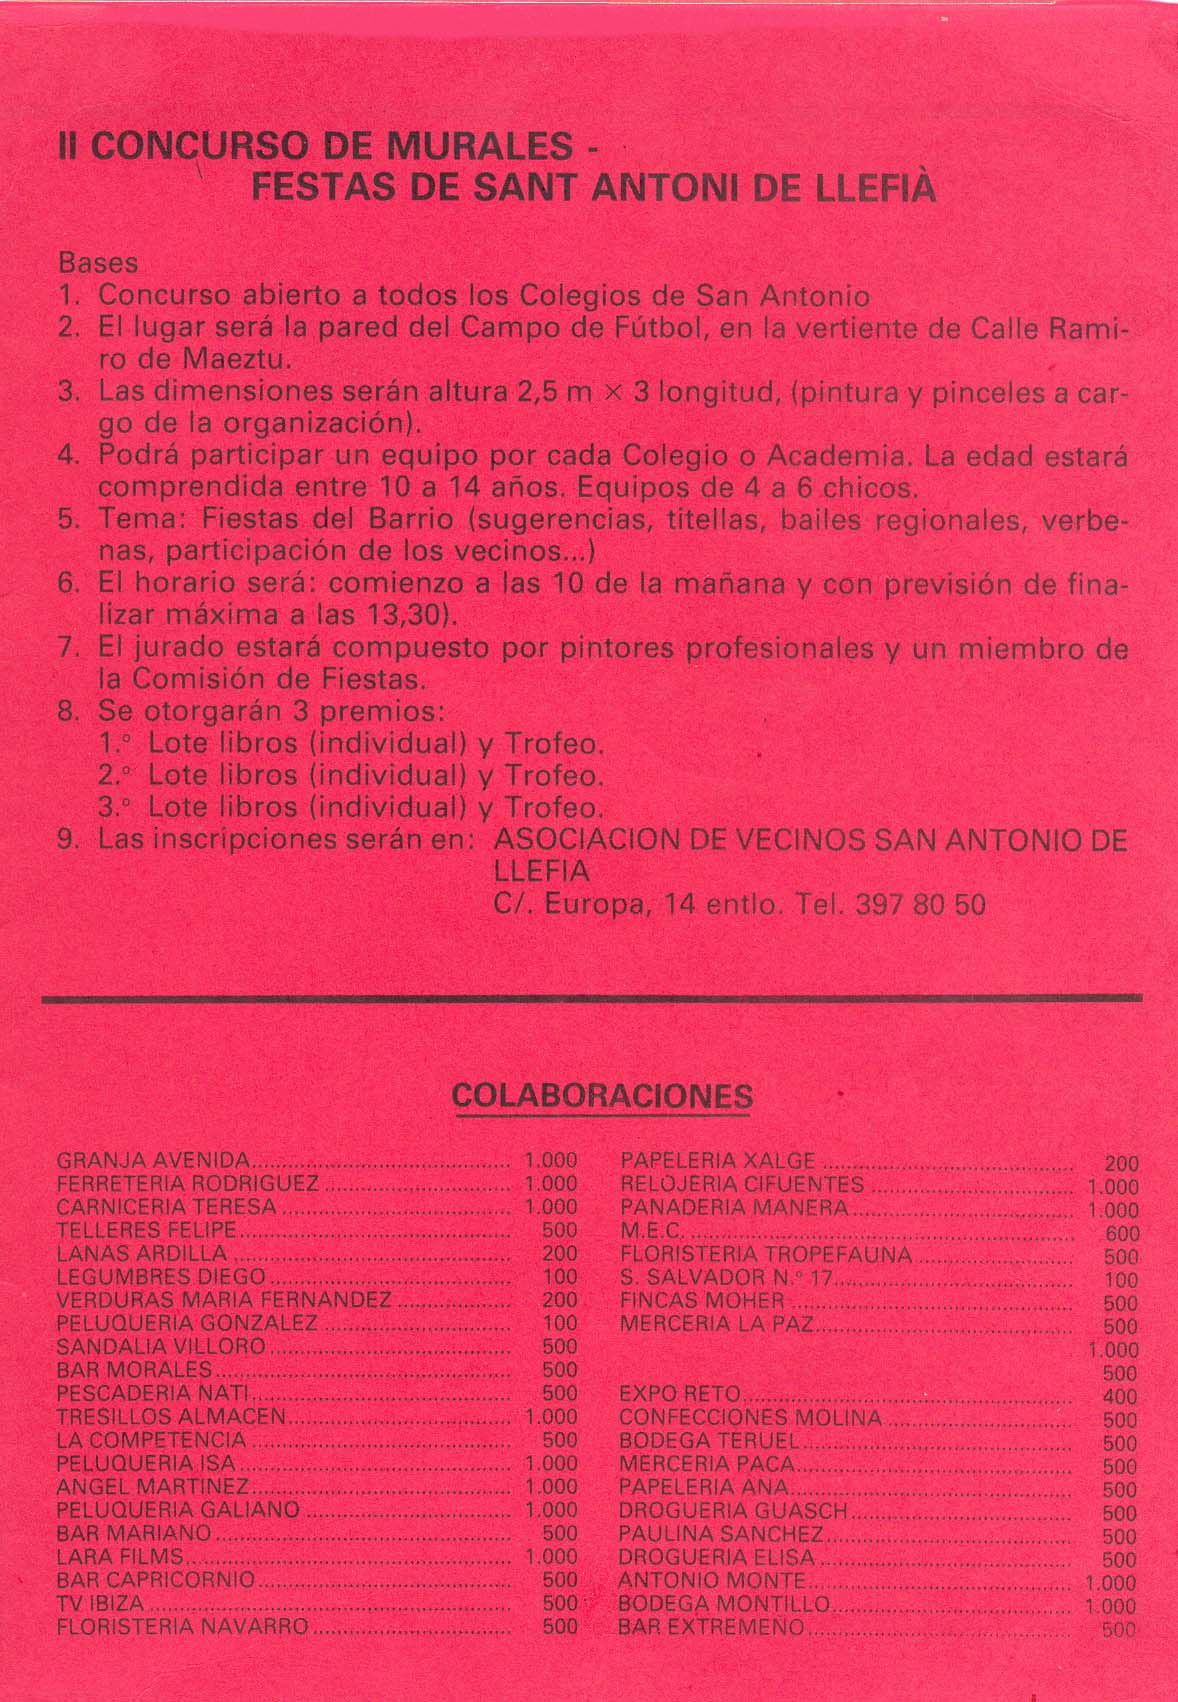 II CONCURSO DE MURALES -
FESTAS DE SANT ANTONI DE LLEFIÀ
Bases
1. Concurso abierto a todos los Colegios de San Antonio
2. El lugar será la pared del Campo de Fútbol, en la vertiente de Calle Rami-
ro de Maeztu.
3. Las dimensiones serán altura 2,5 m × 3 longitud, (pintura y pinceles a car-
go de la organización).
4. Podrá participar un equipo por cada Colegio o Academia. La edad estará
comprendida entre 10 a 14 años. Equipos de 4 a 6 chicos.
5. Tema: Fiestas del Barrio (sugerencias, titellas, bailes regionales, verbe-
nas, participación de los vecinos...)
6. El horario será: comienzo a las 10 de la mañana y con previsión de fina-
lizar máxima a las 13,30).
7. El jurado estará compuesto por pintores profesionales y un miembro de
la Comisión de Fiestas.
8. Se otorgarán 3 premios:
1.º Lote libros (individual) y Trofeo.
2.º Lote libros (individual) y Trofeo.
3.º Lote libros (individual) y Trofeo.
9. Las inscripciones serán en: ASOCIACION DE VECINOS SAN ANTONIO DE
LLEFIA
C/. Europa, 14 entlo. Tel. 397 80 50
COLABORACIONES
GRANJA AVENIDA 1.000
FERRETERIA RODRIGUEZ 1.000
CARNICERIA TERESA 1.000
TELLERES FELIPE 500
LANAS ARDILLA 200
LEGUMBRES DIEGO 100
VERDURAS MARIA FERNANDEZ 200
PELUQUERIA GONZALEZ 100
SANDALIA VILLORO 500
BAR MORALES 500
PESCADERIA NATI 500
TRESILLOS ALMACEN 1.000
LA COMPETENCIA 500
PELUQUERIA ISA 1.000
ANGEL MARTINEZ 1.000
PELUQUERIA GALIANO 1.000
BAR MARIANO 500
LARA FILMS 1.000
BAR CAPRICORNIO 500
TV IBIZA 500
FLORISTERIA NAVARRO 500
PAPELERIA XALGE 200
RELOJERIA CIFUENTES 1.000
PANADERIA MANERA 1.000
M.E.C. 600
FLORISTERIA TROPEFAUNA 500
S. SALVADOR N.º 17 100
FINCAS MOHER 500
MERCERIA LA PAZ 500
1.000
500
EXPO RETO 400
CONFECCIONES MOLINA 500
BODEGA TERUEL 500
MERCERIA PACA 500
PAPELERIA ANA 500
DROGUERIA GUASCH 500
PAULINA SANCHEZ 500
DROGUERIA ELISA 500
ANTONIO MONTE 1.000
BODEGA MONTILLO 1.000
BAR EXTREMEÑO 500